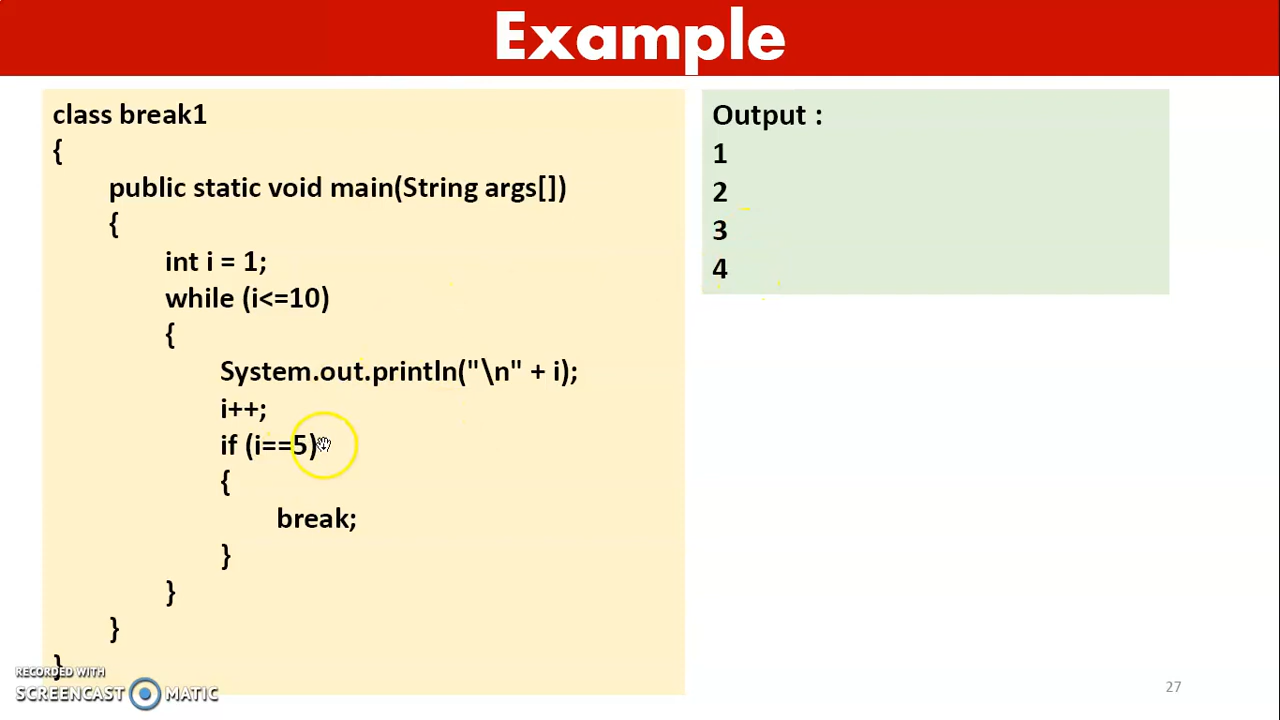 Example
class break1
{
public static void main(String args[])
{
int i = 1;
while (i<=10)
{
System.out.println("\n" + i);
i++;
if (i==5)
{
break;
}
}
}
}
Output :
1
2
3
4
RECORDED WITH
SCREENCAST MATIC
27